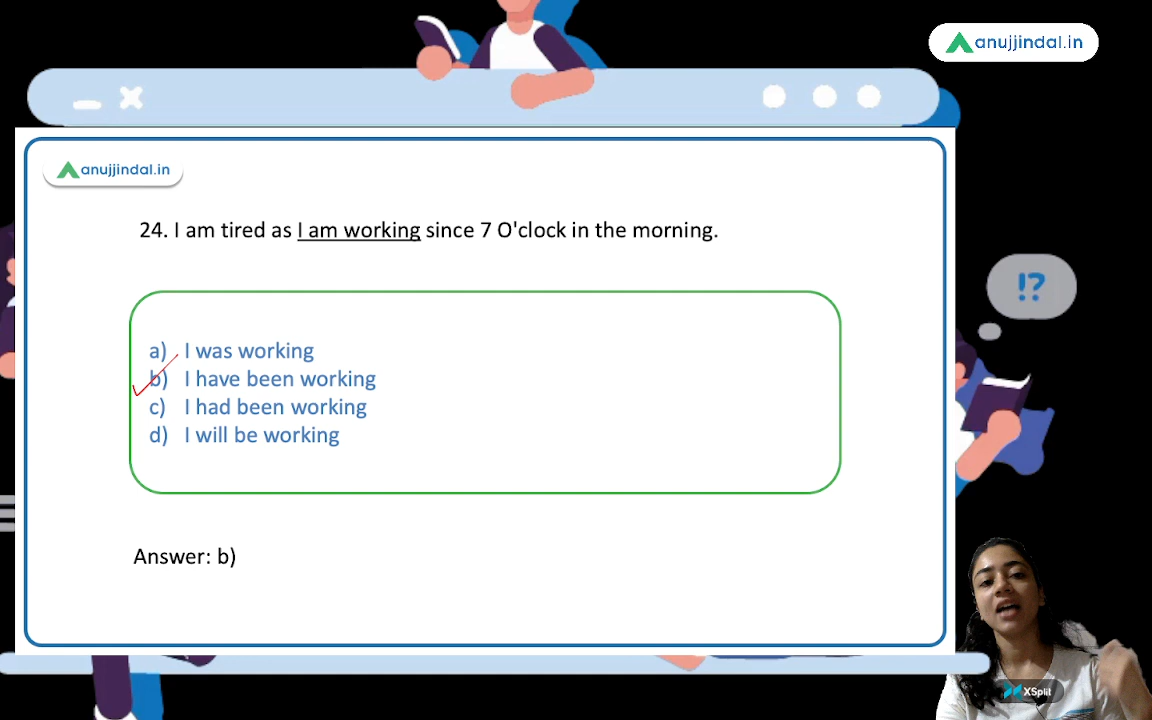 anujjindal.in
anujjindal.in
24. I am tired as I am working since 7 O'clock in the morning.
!?
a) I was working
b) I have been working
c) I had been working
d) I will be working
Answer: b)
XSplit